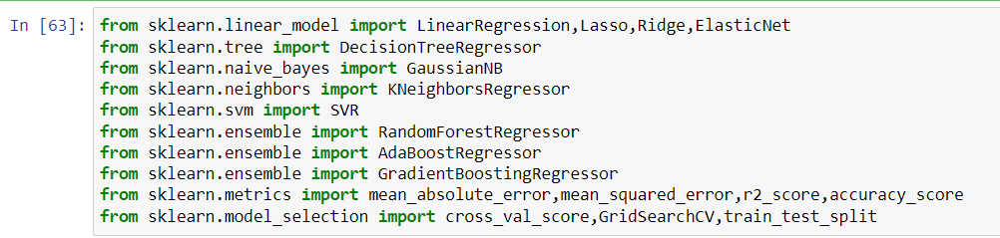 In [63]: from sklearn.linear_model import LinearRegression,Lasso,Ridge,ElasticNet
from sklearn.tree import DecisionTreeRegressor
from sklearn.naive_bayes import GaussianNB
from sklearn.neighbors import KNeighborsRegressor
from sklearn.svm import SVR
from sklearn.ensemble import RandomForestRegressor
from sklearn.ensemble import AdaBoostRegressor
from sklearn.ensemble import GradientBoostingRegressor
from sklearn.metrics import mean_absolute_error,mean_squared_error,r2_score,accuracy_score
from sklearn.model_selection import cross_val_score,GridSearchCV,train_test_split